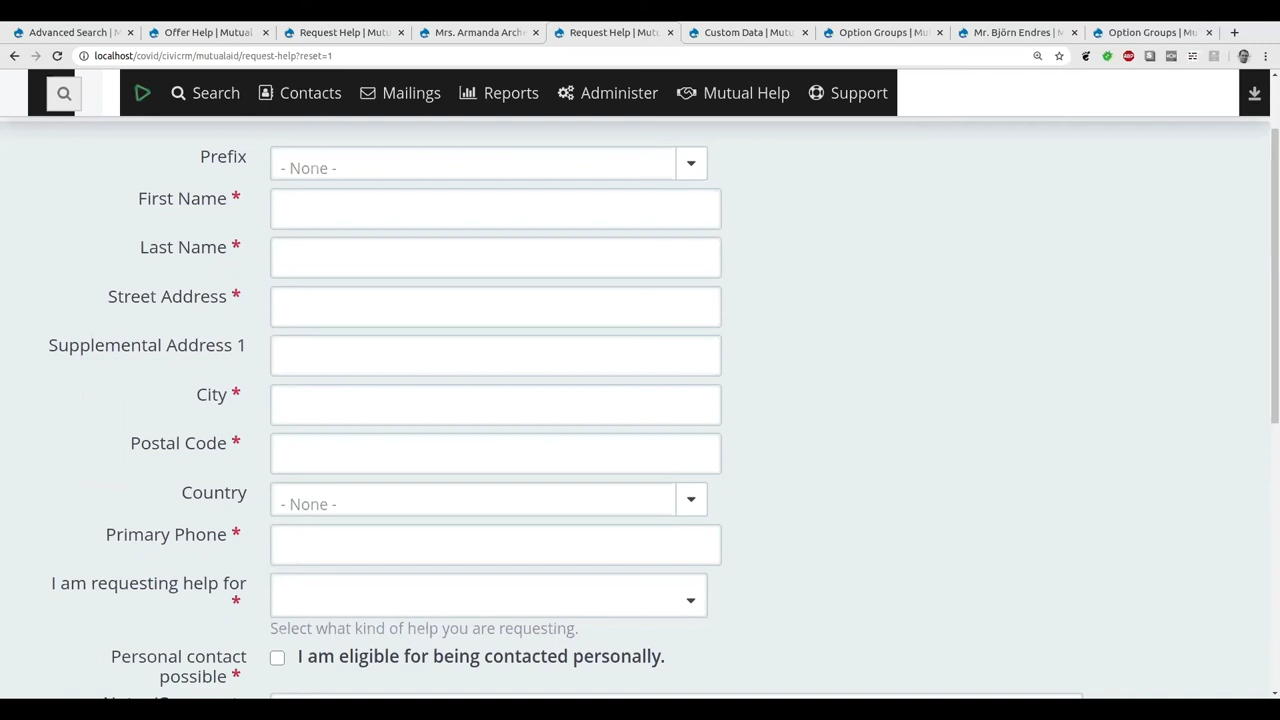 Advanced Search | M
Offer Help | Mutual
Request Help | Mutu
Mrs. Armanda Arche
Request Help | Mutu
Custom Data | Mutu
Option Groups | Mu
Mr. Björn Endres | M
Option Groups | Mu
localhost/covid/civicrm/mutualaid/request-help?reset=1
Search
Contacts
Mailings
Reports
Administer
Mutual Help
Support
Prefix
- None -
First Name *
Last Name *
Street Address *
Supplemental Address 1
City *
Postal Code *
Country
- None -
Primary Phone *
I am requesting help for
*
Select what kind of help you are requesting.
Personal contact
possible *
I am eligible for being contacted personally.